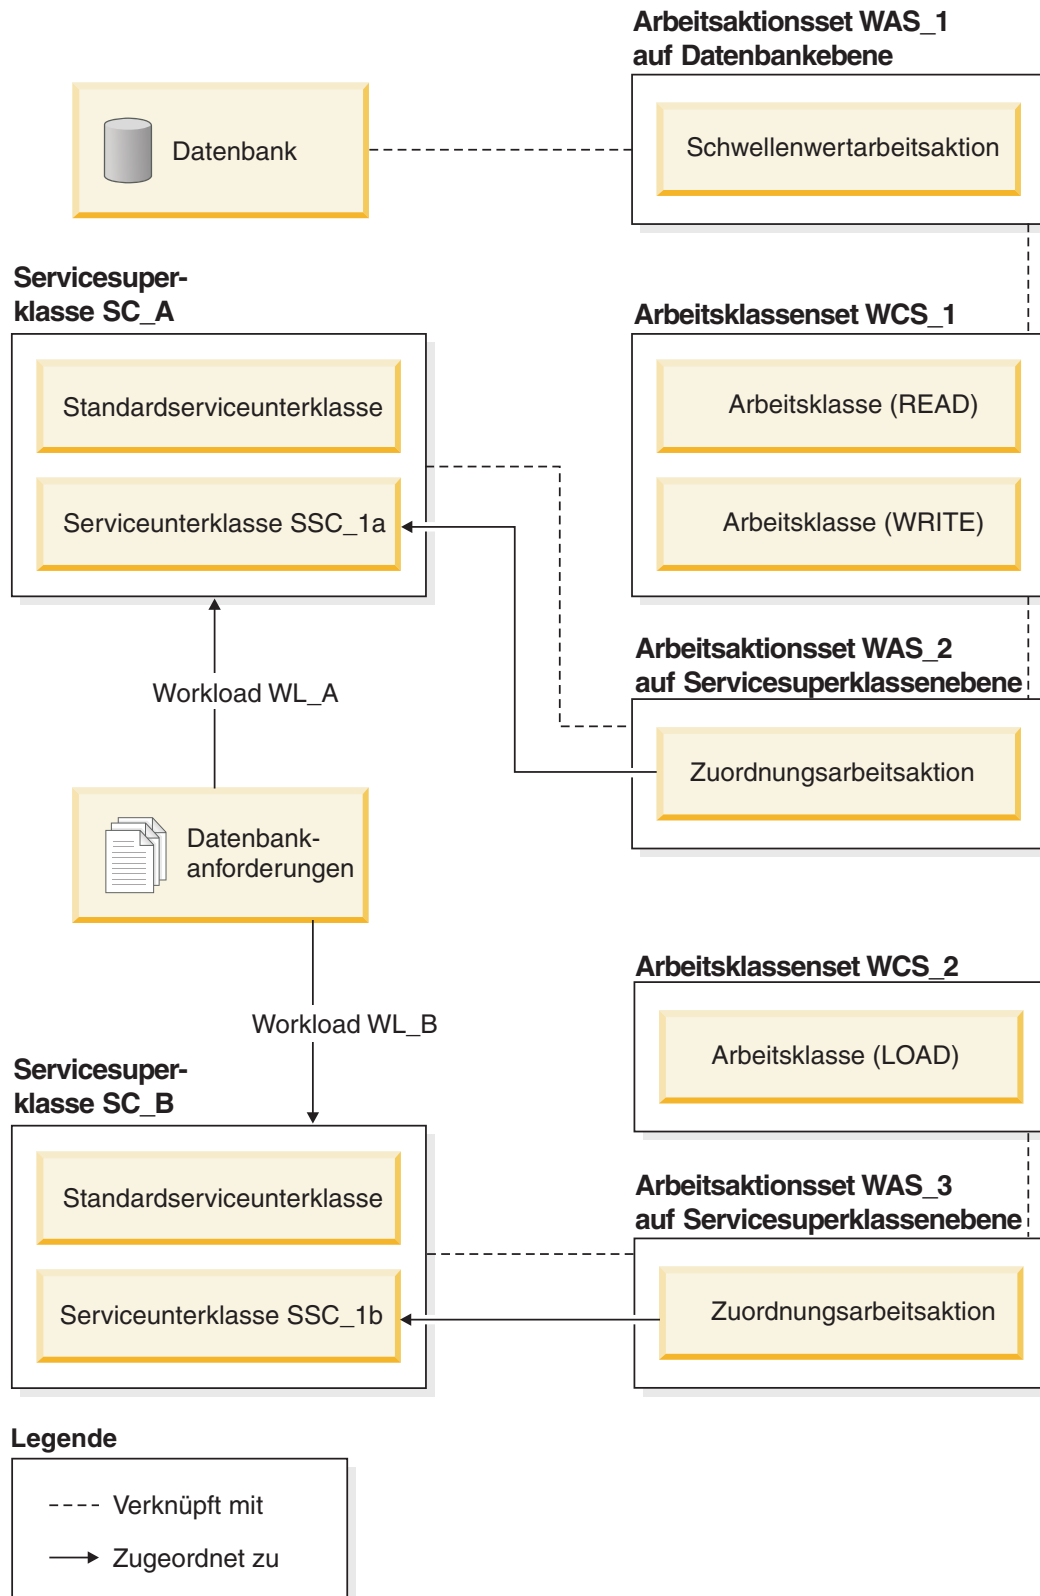 Arbeitsaktionsset WAS_1
auf Datenbankebene
Datenbank
Schwellenwertarbeitsaktion
Servicesuper-
klasse SC_A
Arbeitsklassenset WCS_1
Standardserviceunterklasse
Arbeitsklasse (READ)
Serviceunterklasse SSC_1a
Arbeitsklasse (WRITE)
Arbeitsaktionsset WAS_2
auf Servicesuperklassenebene
Workload WL_A
Zuordnungsarbeitsaktion
Datenbank-
anforderungen
Arbeitsklassenset WCS_2
Workload WL_B
Arbeitsklasse (LOAD)
Servicesuper-
klasse SC_B
Standardserviceunterklasse
Arbeitsaktionsset WAS_3
auf Servicesuperklassenebene
Serviceunterklasse SSC_1b
Zuordnungsarbeitsaktion
Legende
Verknüpft mit
Zugeordnet zu